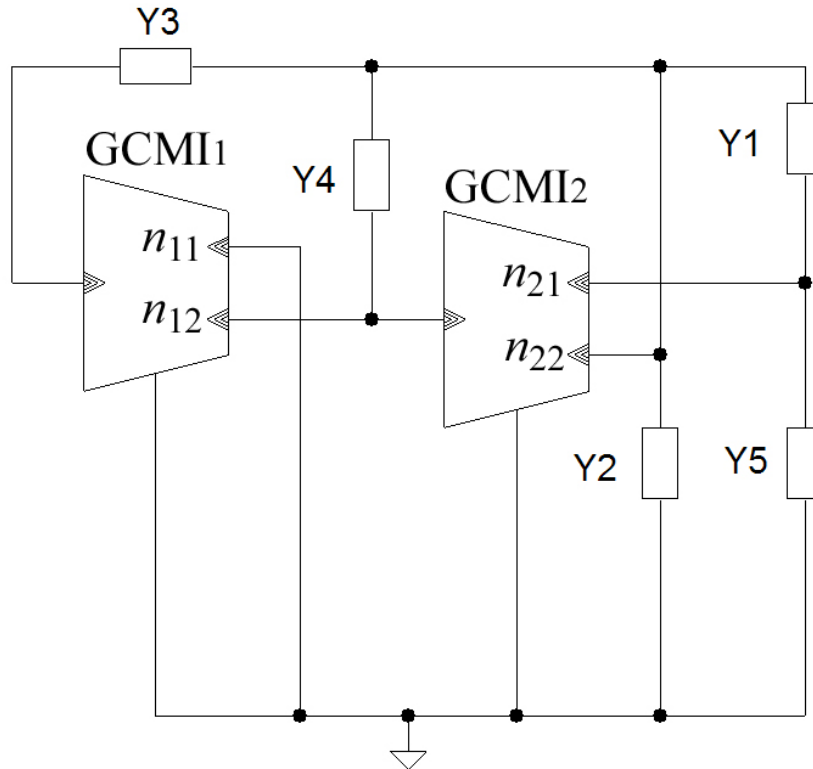 Y3
GCMI₁
Y4
GCMI₂
Y1
n₁₁
n₁₂
n₂₁
n₂₂
Y2
Y5